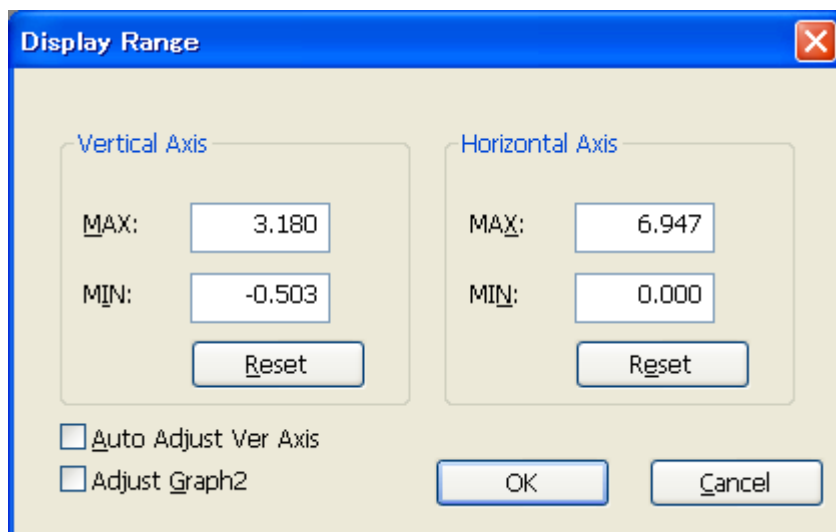 Display Range
Vertical Axis
MAX: 3.180
MIN: -0.503
Reset
Horizontal Axis
MAX: 6.947
MIN: 0.000
Reset
Auto Adjust Ver Axis
Adjust Graph2
OK
Cancel